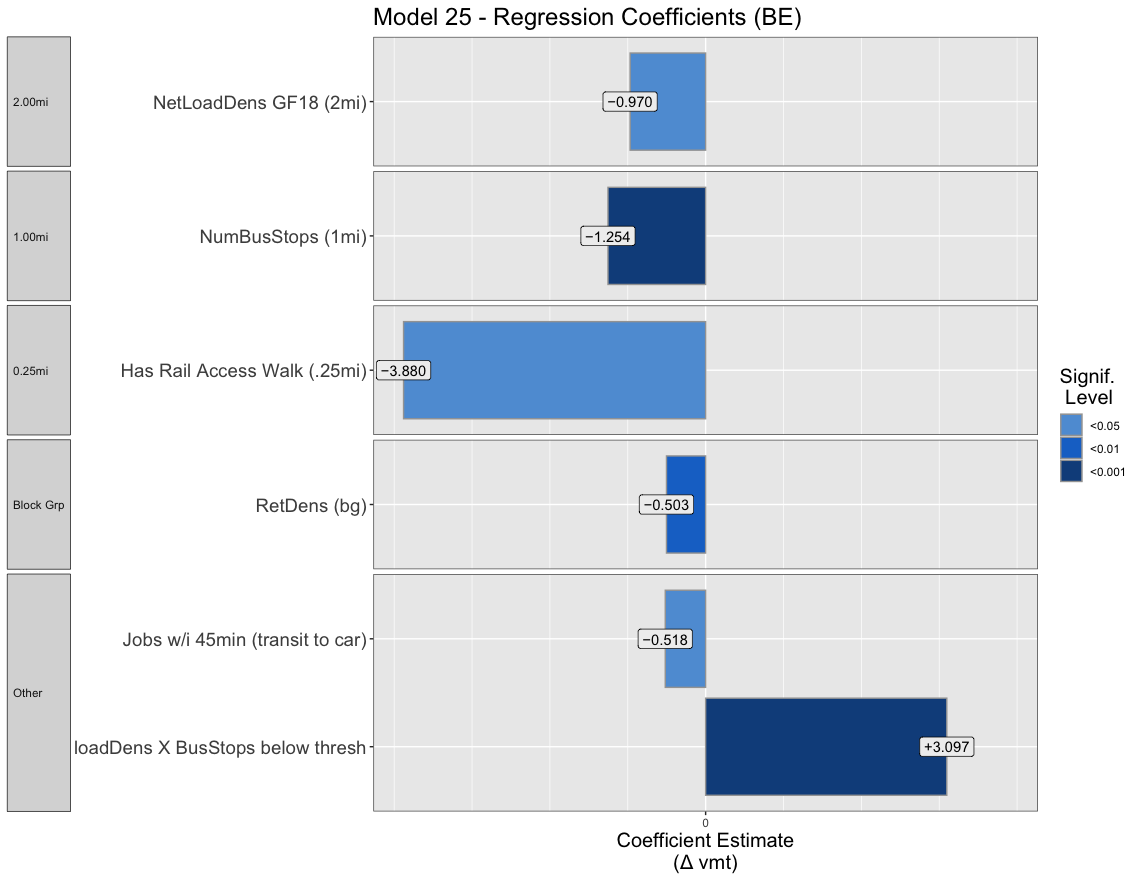 Model 25 - Regression Coefficients (BE)
2.00mi
NetLoadDens GF18 (2mi)
−0.970
1.00mi
NumBusStops (1mi)
−1.254
0.25mi
Has Rail Access Walk (.25mi)
−3.880
Block Grp
RetDens (bg)
−0.503
Other
Jobs w/i 45min (transit to car)
−0.518
loadDens X BusStops below thresh
+3.097
0
Coefficient Estimate
(Δ vmt)
Signif.
Level
<0.05
<0.01
<0.001